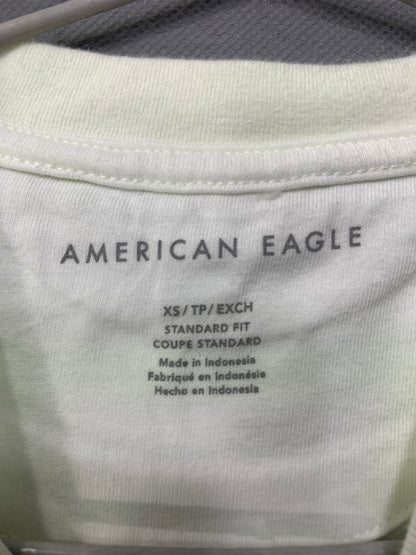 AMERICAN EAGLE
XS/TP/EXCH
STANDARD FIT
COUPE STANDARD
Made in Indonesia
Fabriqué en Indonésie
Hecho en Indonesia